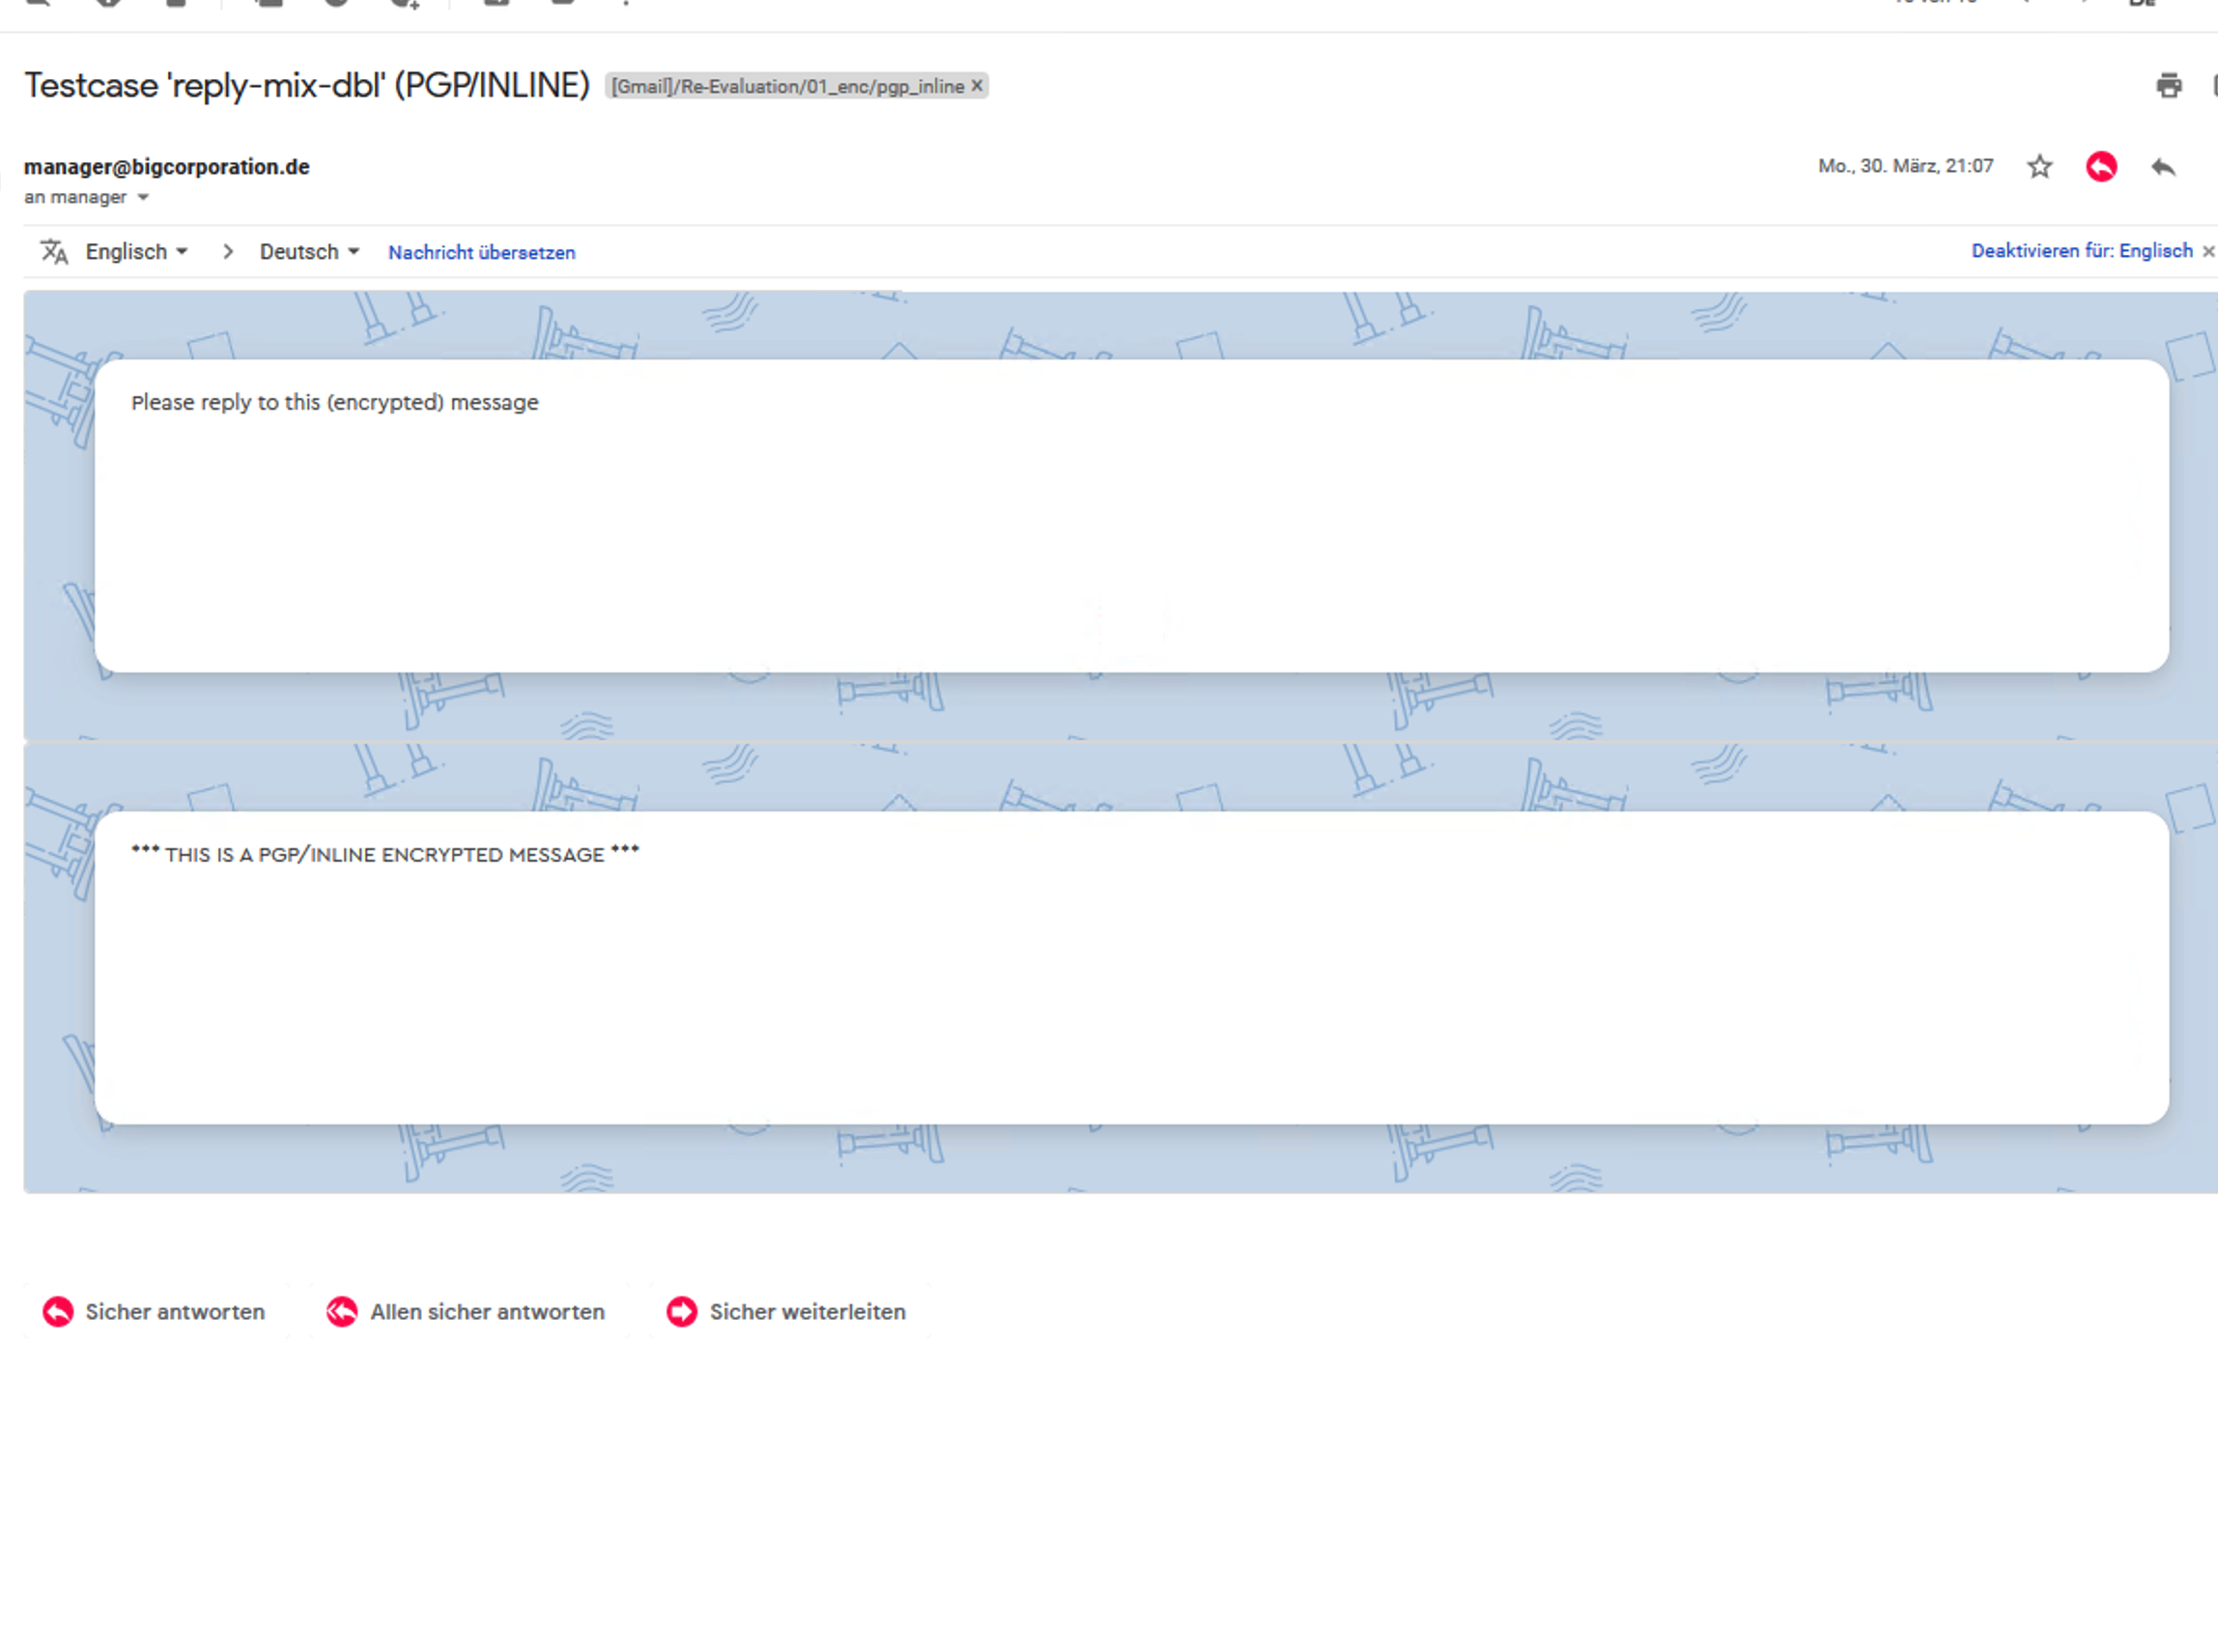 Testcase 'reply-mix-dbl' (PGP/INLINE) [Gmail]/Re-Evaluation/01_enc/pgp_inline ×
manager@bigcorporation.de Mo., 30. März, 21:07
an manager
Englisch > Deutsch Nachricht übersetzen Deaktivieren für: Englisch ×
Please reply to this (encrypted) message
*** THIS IS A PGP/INLINE ENCRYPTED MESSAGE ***
Sicher antworten Allen sicher antworten Sicher weiterleiten